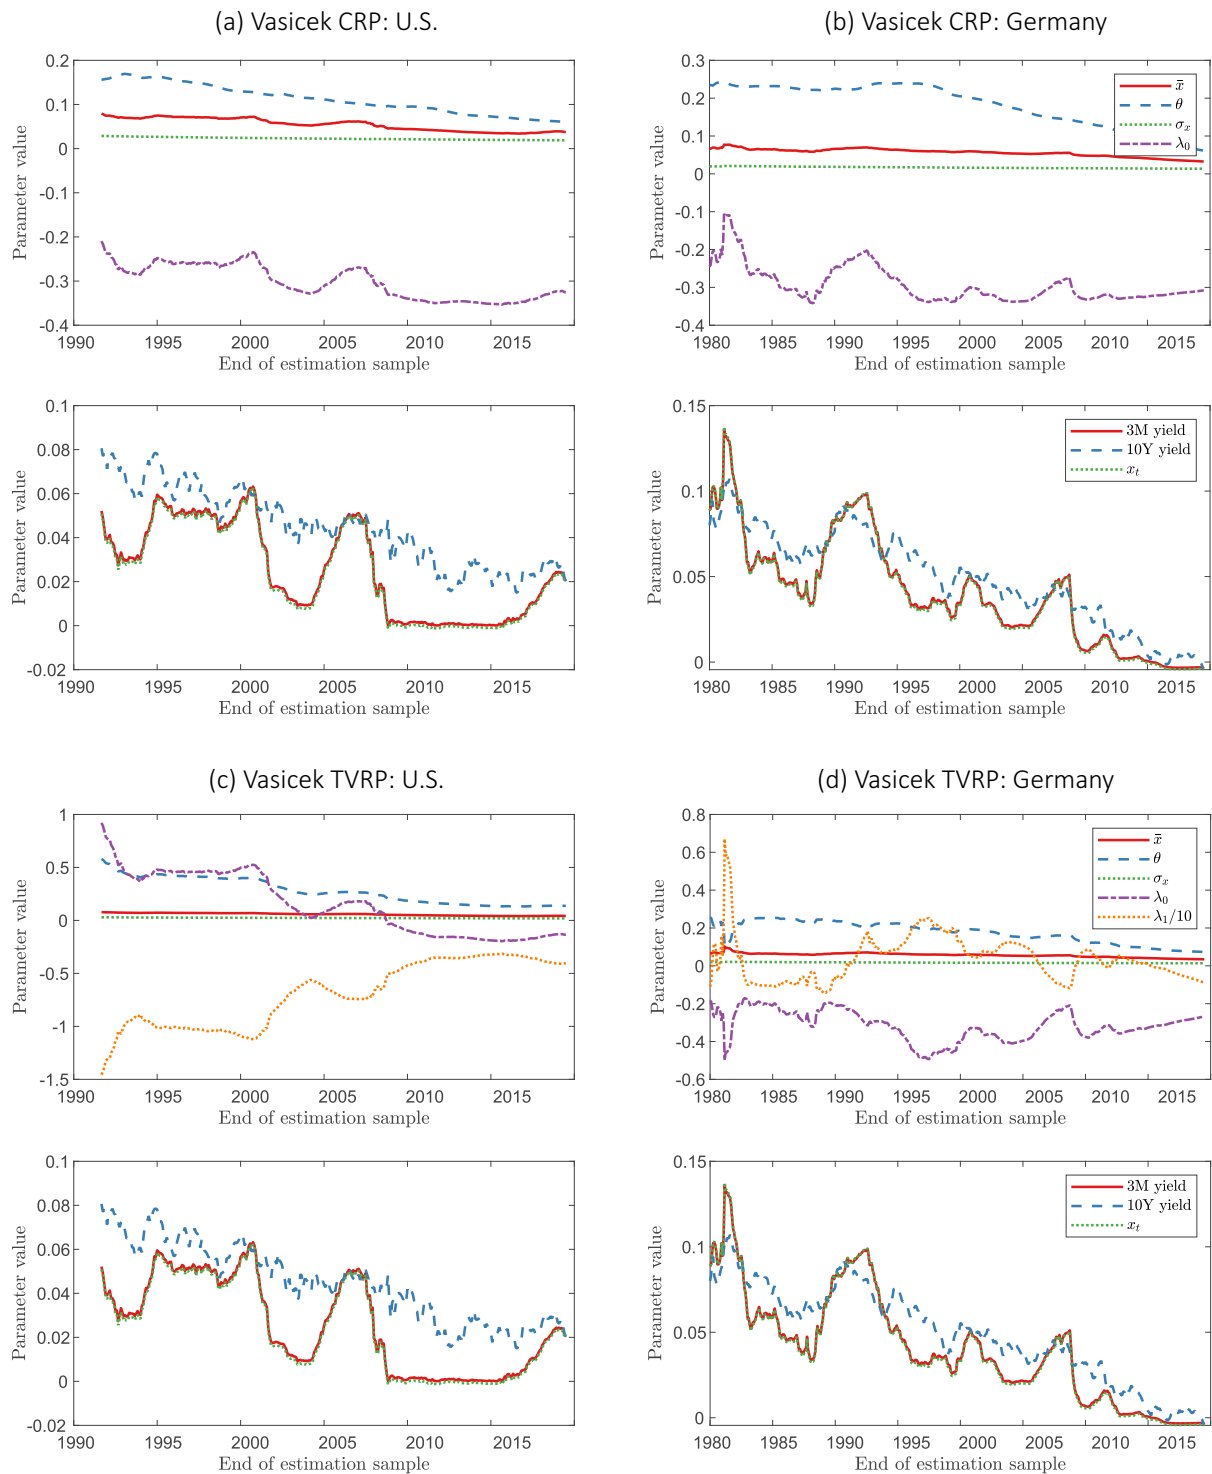 (a) Vasicek CRP: U.S.
0.2
0.1
0
-0.1
-0.2
-0.3
-0.4
Parameter value
1990 1995 2000 2005 2010 2015
End of estimation sample
0.1
0.08
0.06
0.04
0.02
0
-0.02
Parameter value
1990 1995 2000 2005 2010 2015
End of estimation sample
(b) Vasicek CRP: Germany
0.3
0.2
0.1
0
-0.1
-0.2
-0.3
-0.4
Parameter value
x̄
θ
σₓ
λ₀
1980 1985 1990 1995 2000 2005 2010 2015
End of estimation sample
0.15
0.1
0.05
0
Parameter value
3M yield
10Y yield
xₜ
1980 1985 1990 1995 2000 2005 2010 2015
End of estimation sample
(c) Vasicek TVRP: U.S.
1
0.5
0
-0.5
-1
-1.5
Parameter value
1990 1995 2000 2005 2010 2015
End of estimation sample
0.1
0.08
0.06
0.04
0.02
0
-0.02
Parameter value
1990 1995 2000 2005 2010 2015
End of estimation sample
(d) Vasicek TVRP: Germany
0.8
0.6
0.4
0.2
0
-0.2
-0.4
-0.6
Parameter value
x̄
θ
σₓ
λ₀
λ₁/10
1980 1985 1990 1995 2000 2005 2010 2015
End of estimation sample
0.15
0.1
0.05
0
Parameter value
3M yield
10Y yield
xₜ
1980 1985 1990 1995 2000 2005 2010 2015
End of estimation sample